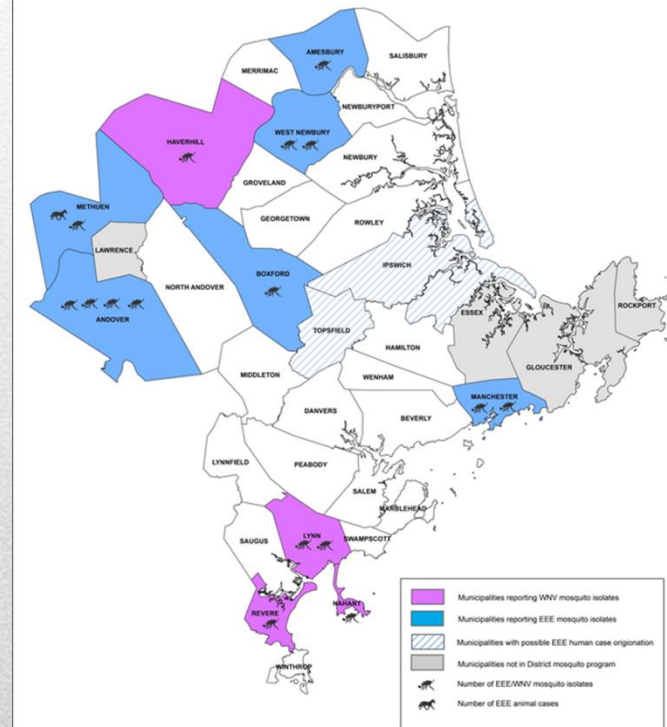 AMESBURY
SALISBURY
MERRIMAC
NEWBURYPORT
HAVERHILL
WEST NEWBURY
NEWBURY
GROVELAND
METHUEN
GEORGETOWN
ROWLEY
LAWRENCE
IPSWICH
NORTH ANDOVER
BOXFORD
ROCKPORT
ESSEX
ANDOVER
TOPSFIELD
HAMILTON
GLOUCESTER
MIDDLETON
WENHAM
MANCHESTER
DANVERS
BEVERLY
LYNNFIELD
PEABODY
SALEM
MARBLEHEAD
LYNN
SAUGUS
SWAMPSCOTT
NAHANT
REVERE
WINTHROP
Municipalities reporting WNV mosquito isolates
Municipalities reporting EEE mosquito isolates
Municipalities with possible EEE human case origionation
Municipalities not in District mosquito program
Number of EEE/WNV mosquito isolates
Number of EEE animal cases